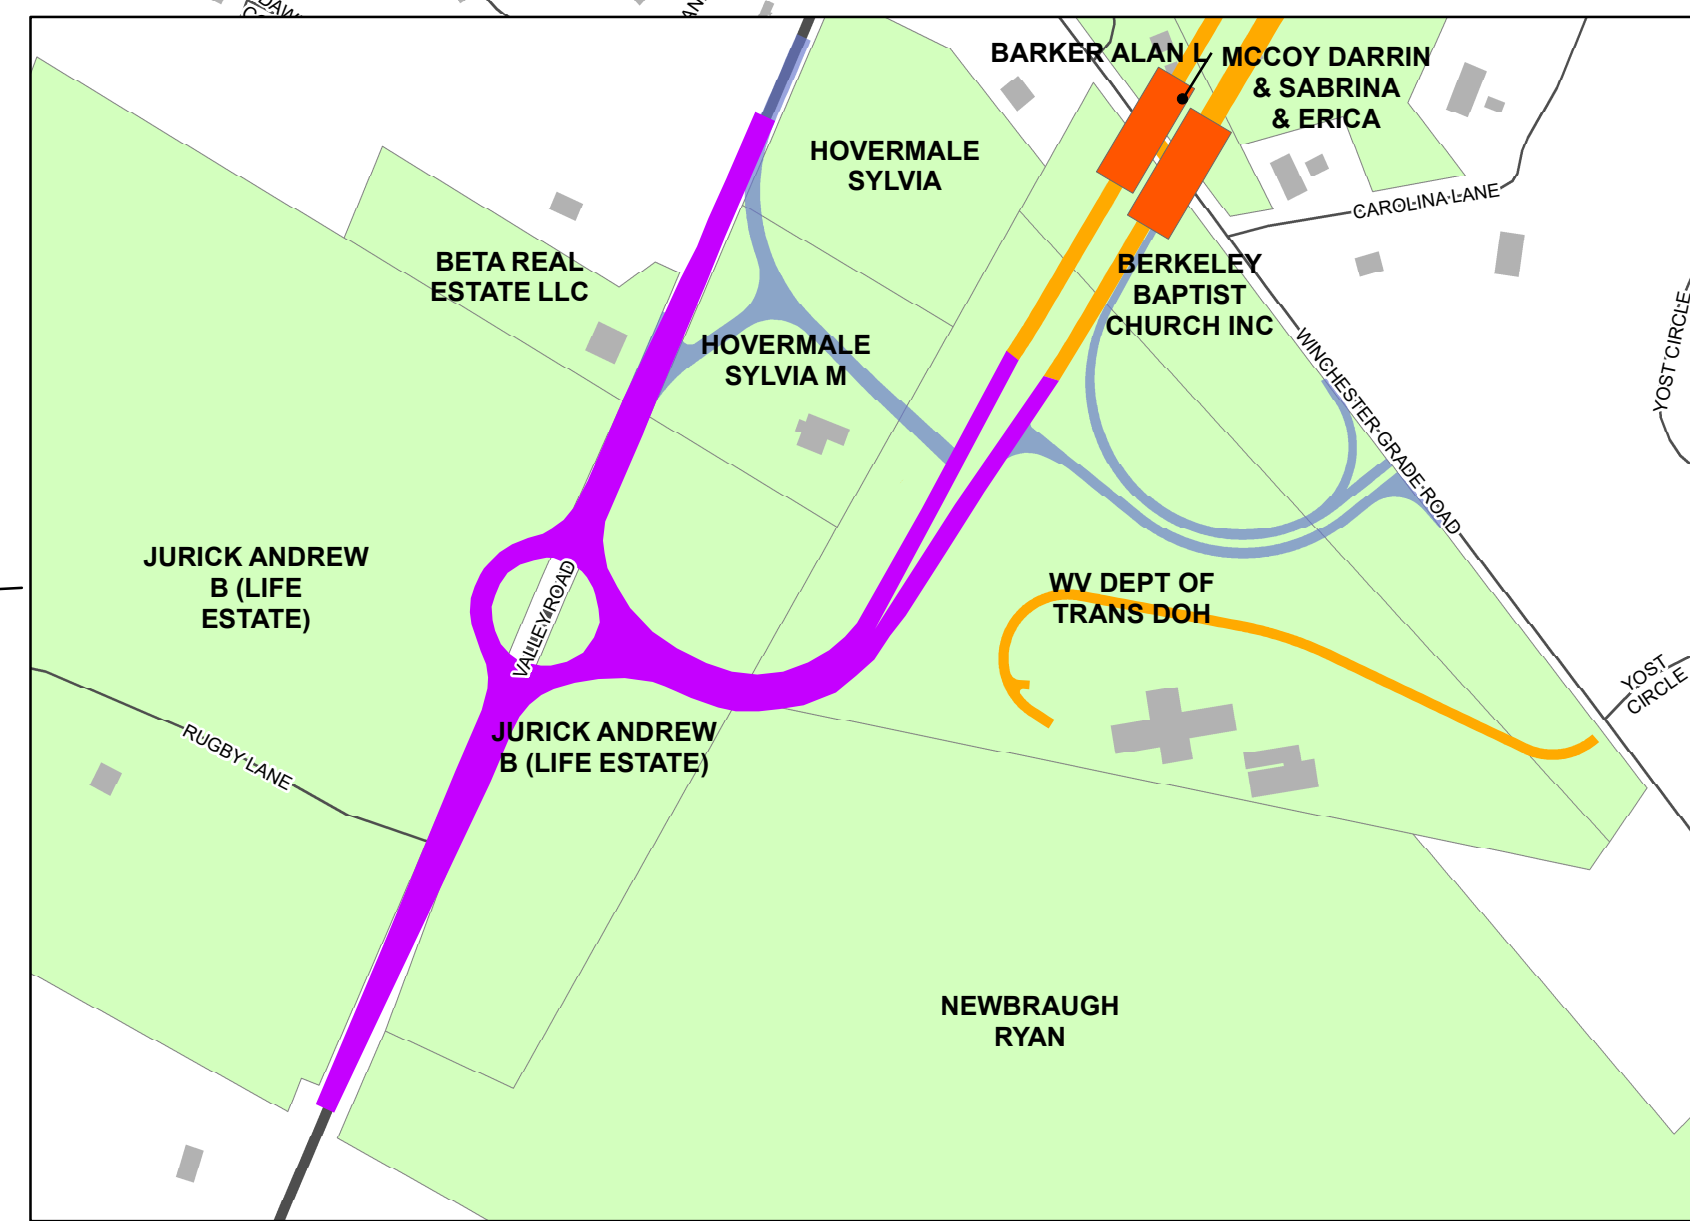 BARKER ALAN L
MCCOY DARRIN
& SABRINA
& ERICA
HOVERMALE
SYLVIA
CAROLINA LANE
BETA REAL
ESTATE LLC
BERKELEY
BAPTIST
CHURCH INC
HOVERMALE
SYLVIA M
WINCHESTER GRADE ROAD
YOST CIRCLE
JURICK ANDREW
B (LIFE
ESTATE)
VALLEY ROAD
WV DEPT OF
TRANS DOH
YOST
CIRCLE
RUGBY LANE
JURICK ANDREW
B (LIFE ESTATE)
NEWBRAUGH
RYAN